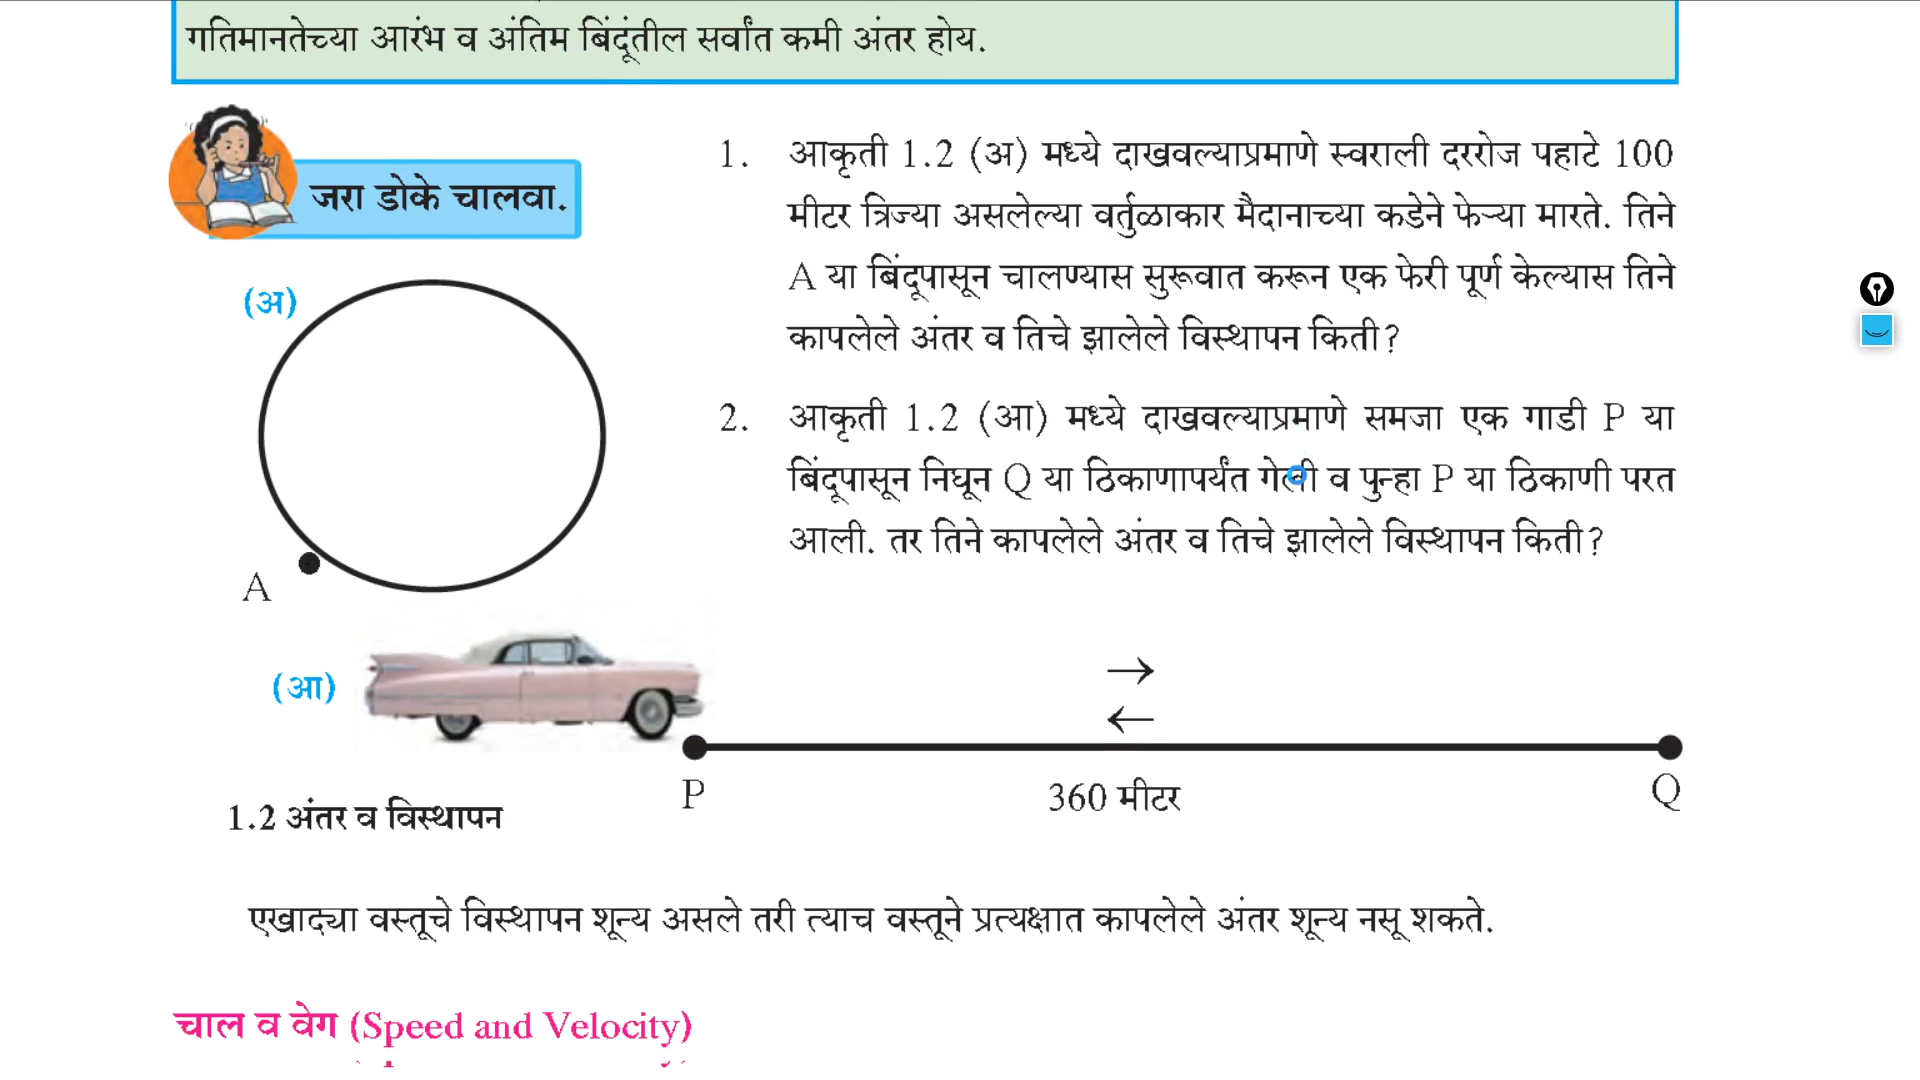 गतिमानतेच्या आरंभ व अंतिम बिंदूंतील सर्वांत कमी अंतर होय.
जरा डोके चालवा.
1. आकृती 1.2 (अ) मध्ये दाखवल्याप्रमाणे स्वराली दररोज पहाटे 100
मीटर त्रिज्या असलेल्या वर्तुळाकार मैदानाच्या कडेने फेऱ्या मारते. तिने
A या बिंदूपासून चालण्यास सुरूवात करून एक फेरी पूर्ण केल्यास तिने
कापलेले अंतर व तिचे झालेले विस्थापन किती?
2. आकृती 1.2 (आ) मध्ये दाखवल्याप्रमाणे समजा एक गाडी P या
बिंदूपासून निघून Q या ठिकाणापर्यंत गेली व पुन्हा P या ठिकाणी परत
आली. तर तिने कापलेले अंतर व तिचे झालेले विस्थापन किती?
(अ)
A
(आ)
→
←
P
360 मीटर
Q
1.2 अंतर व विस्थापन
एखाद्या वस्तूचे विस्थापन शून्य असले तरी त्याच वस्तूने प्रत्यक्षात कापलेले अंतर शून्य नसू शकते.
चाल व वेग (Speed and Velocity)